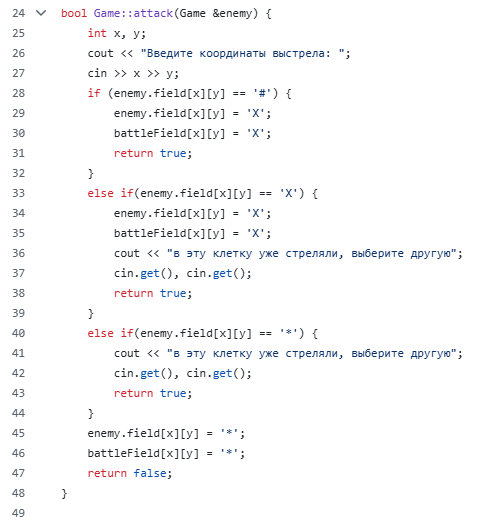 24 bool Game::attack(Game &enemy) {
25     int x, y;
26     cout << "Введите координаты выстрела: ";
27     cin >> x >> y;
28     if (enemy.field[x][y] == '#') {
29         enemy.field[x][y] = 'X';
30         battleField[x][y] = 'X';
31         return true;
32     }
33     else if(enemy.field[x][y] == 'X') {
34         enemy.field[x][y] = 'X';
35         battleField[x][y] = 'X';
36         cout << "в эту клетку уже стреляли, выберите другую";
37         cin.get(), cin.get();
38         return true;
39     }
40     else if(enemy.field[x][y] == '*') {
41         cout << "в эту клетку уже стреляли, выберите другую";
42         cin.get(), cin.get();
43         return true;
44     }
45     enemy.field[x][y] = '*';
46     battleField[x][y] = '*';
47     return false;
48 }
49